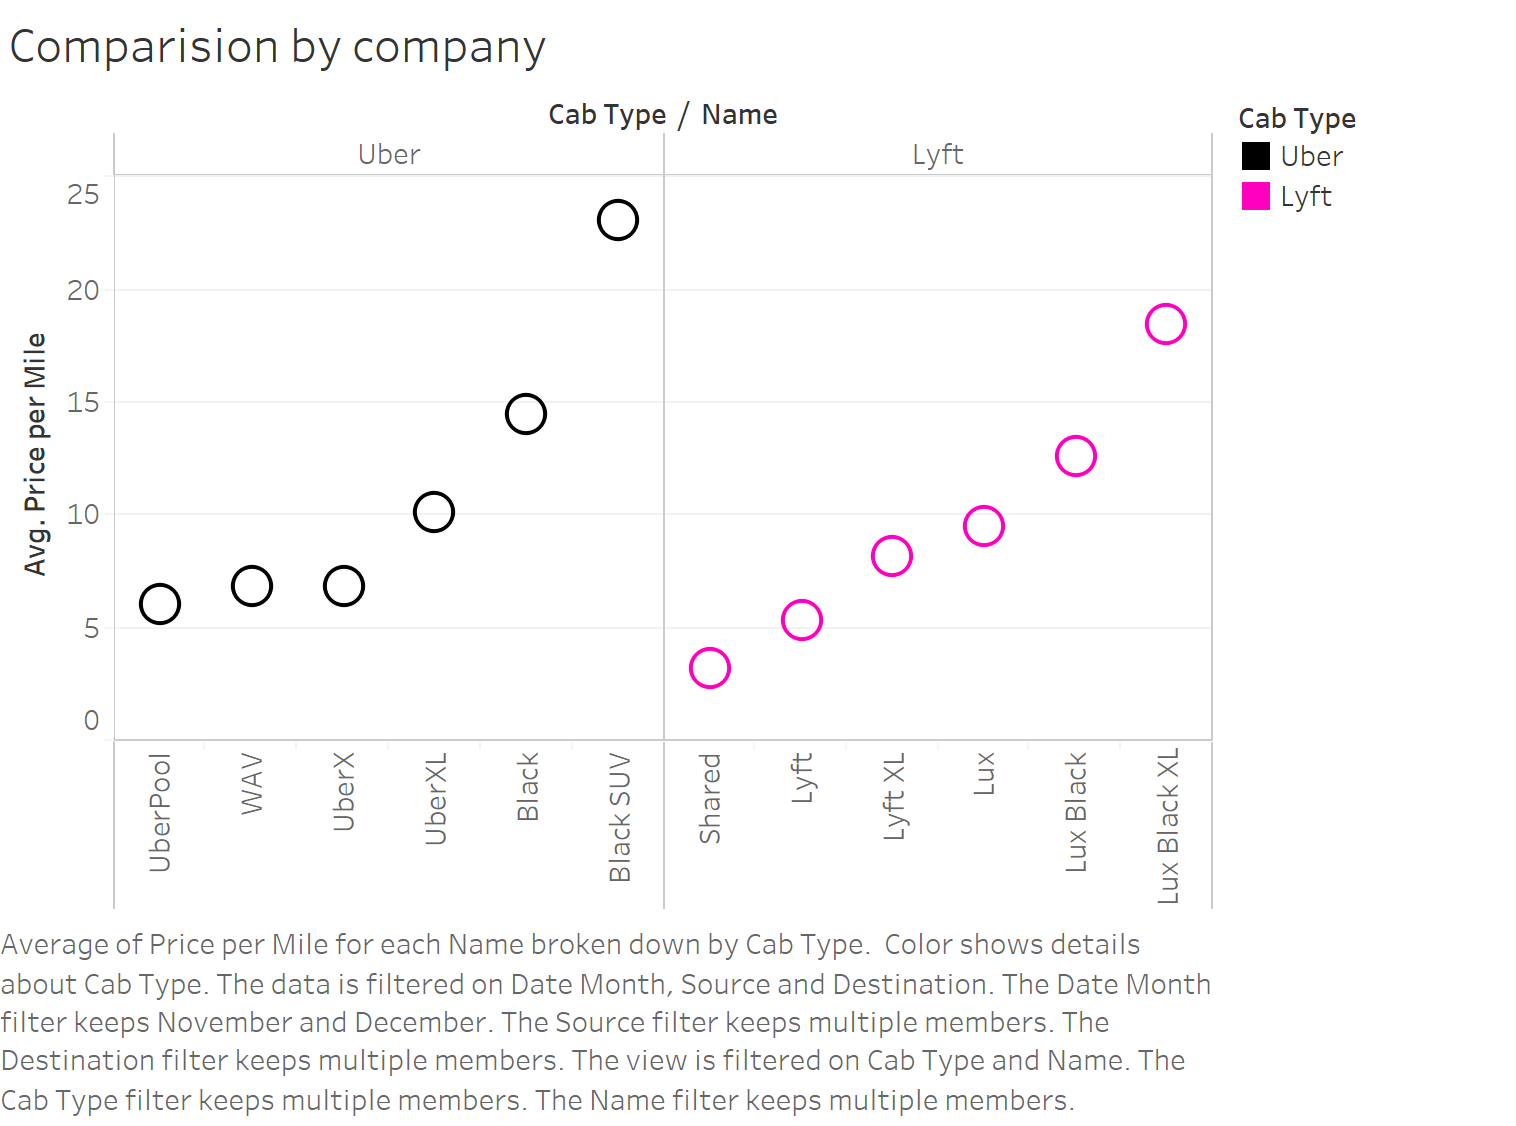 Comparision by company
Cab Type / Name
Cab Type
Uber
Lyft
Uber
Lyft
25
20
15
10
5
0
Avg. Price per Mile
UberPool
WAV
UberX
UberXL
Black
Black SUV
Shared
Lyft
Lyft XL
Lux
Lux Black
Lux Black XL
Average of Price per Mile for each Name broken down by Cab Type.  Color shows details
about Cab Type. The data is filtered on Date Month, Source and Destination. The Date Month
filter keeps November and December. The Source filter keeps multiple members. The
Destination filter keeps multiple members. The view is filtered on Cab Type and Name. The
Cab Type filter keeps multiple members. The Name filter keeps multiple members.